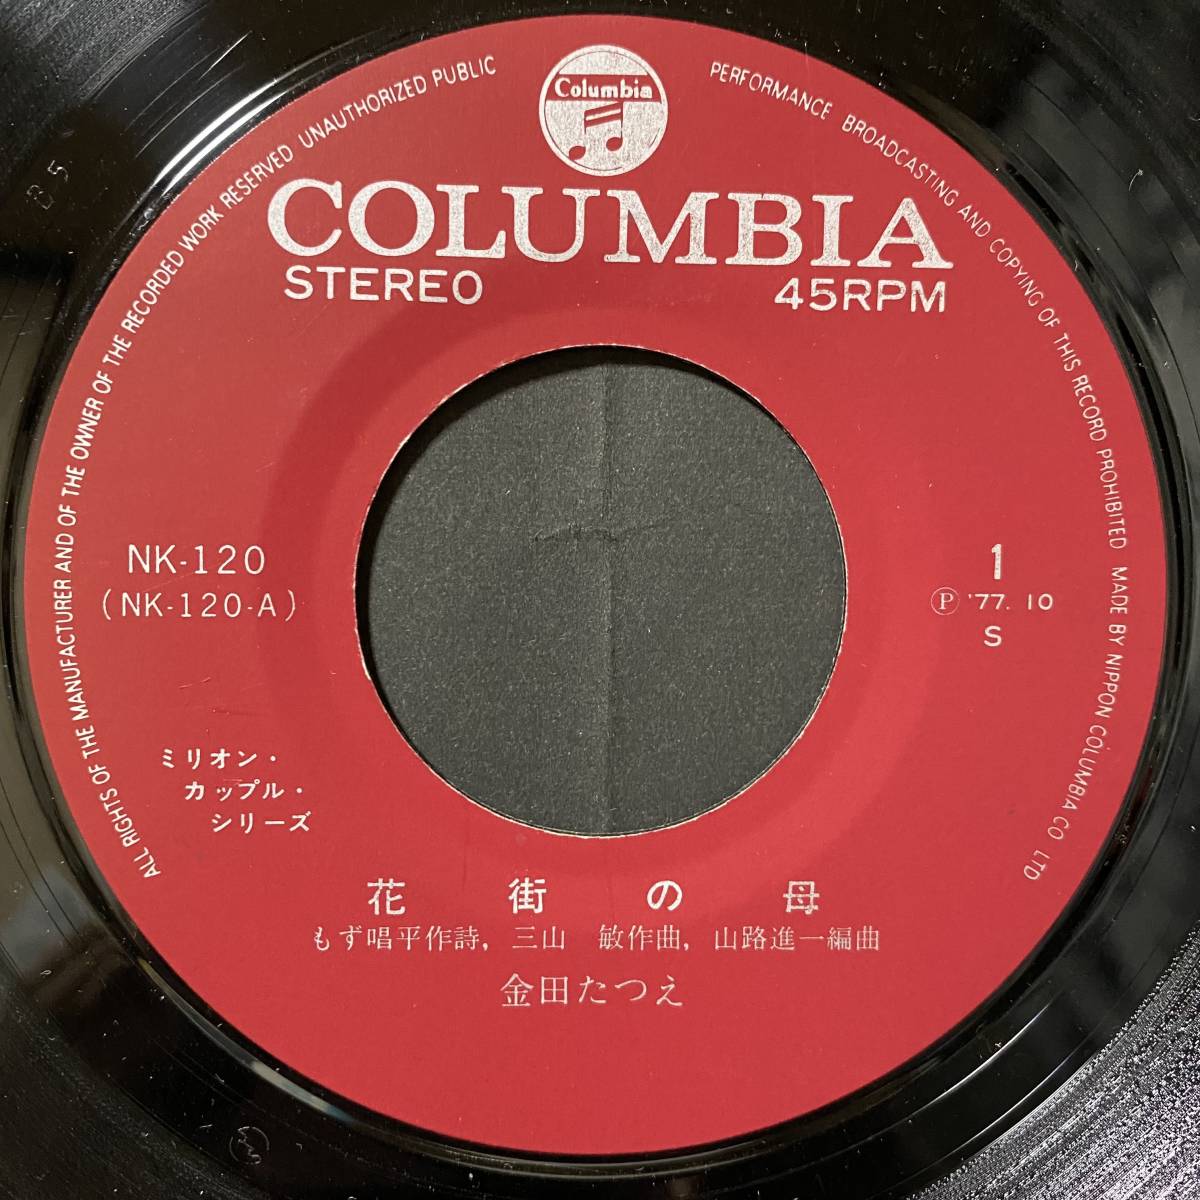 Columbia
COLUMBIA
STEREO 45RPM
ALL RIGHTS OF THE MANUFACTURER AND OF THE OWNER OF THE RECORDED WORK RESERVED UNAUTHORIZED PUBLIC PERFORMANCE BROADCASTING AND COPYING OF THIS RECORD PROHIBITED MADE BY NIPPON COLUMBIA CO LTD
NK-120
(NK-120-A)
1
Ⓟ '77. 10
S
ミリオン・
カップル・
シリーズ
花街の母
もず唱平作詩, 三山 敏作曲, 山路進一編曲
金田たつえ
B 5